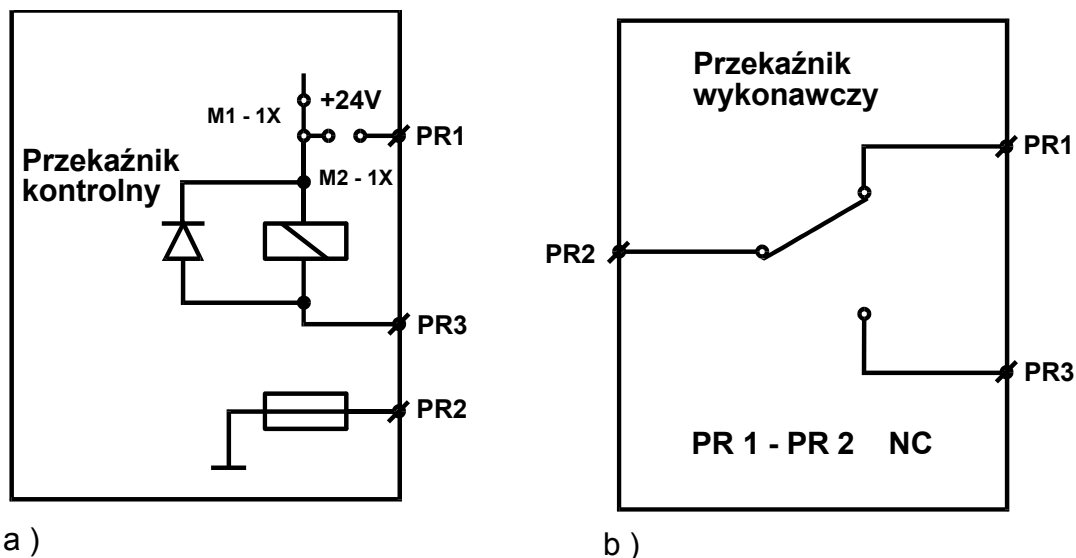 +24V
M1 - 1X
PR1
Przekaźnik
kontrolny
M2 - 1X
PR3
PR2
a )
Przekaźnik
wykonawczy
PR1
PR2
PR3
PR 1 - PR 2 NC
b )